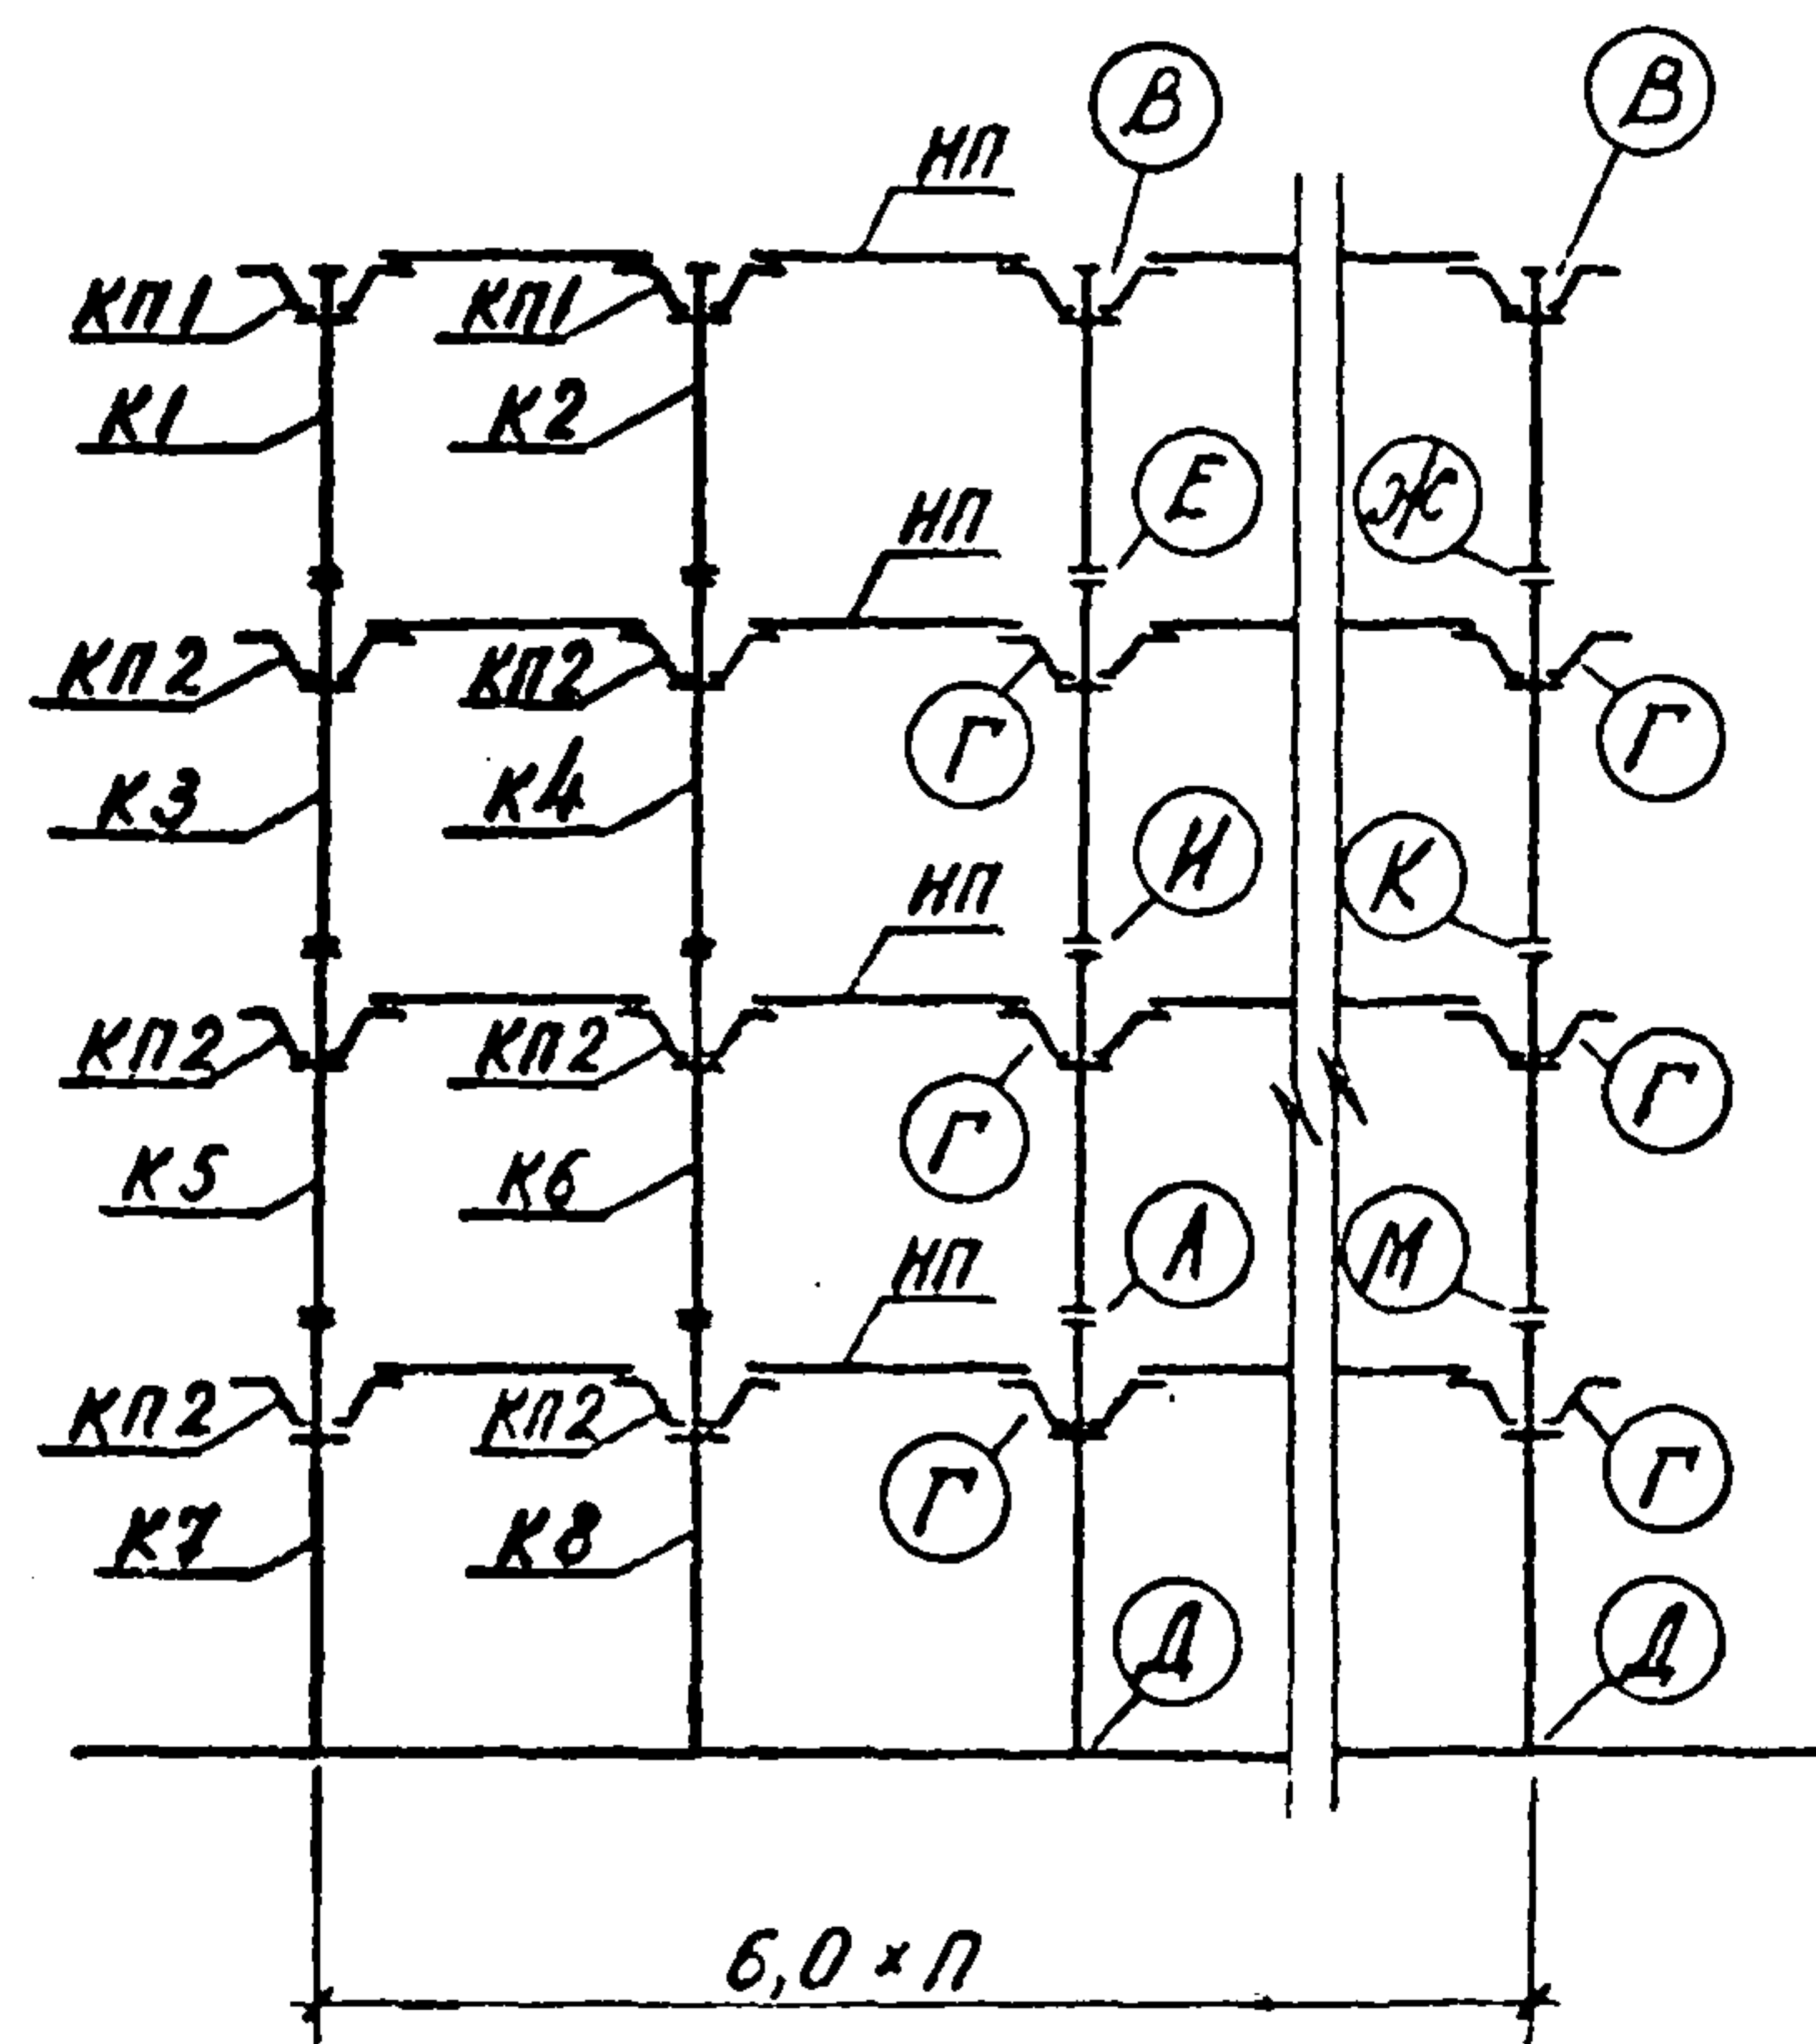 В В
НП
КП1 КП1
К1 К2
Е Ж
НП
КП2 КП2
Г Г
К3 К4
И К
НП
КП2 КП2
Г Г
К5 К6
Л М
НП
КП2 КП2
Г Г
К7 К8
Д Д
6,0 × П